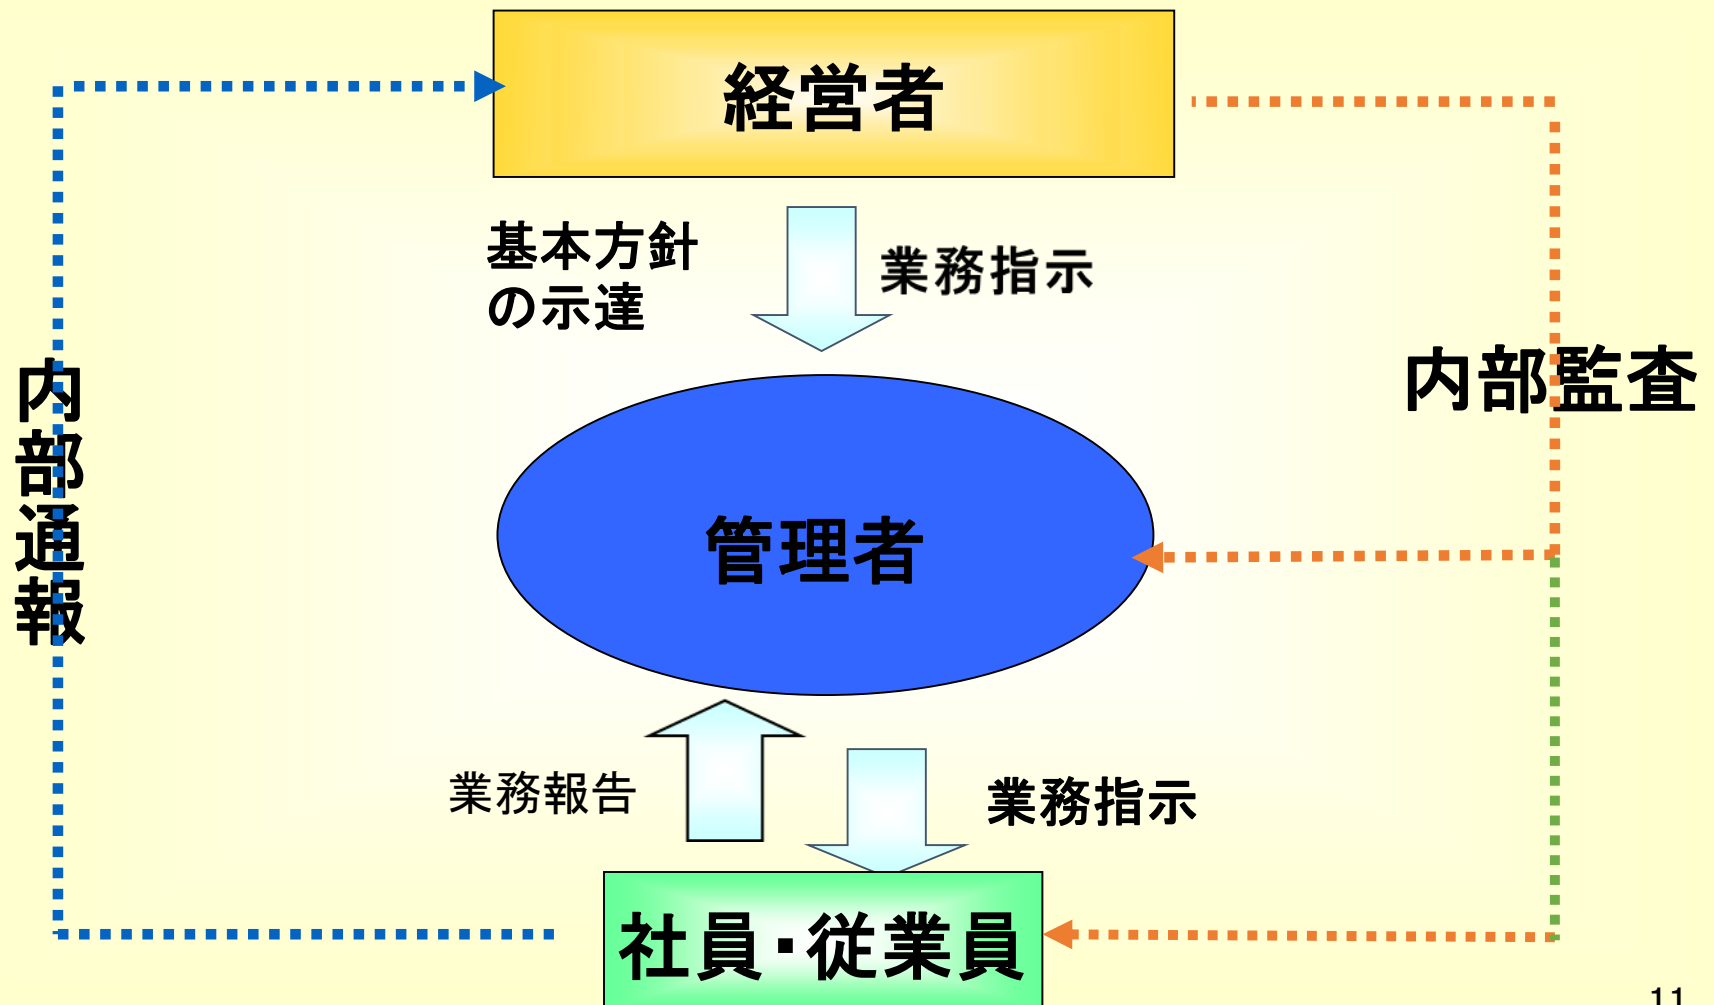 経営者
基本方針
の示達
業務指示
内部通報
内部監査
管理者
業務報告
業務指示
社員・従業員
11